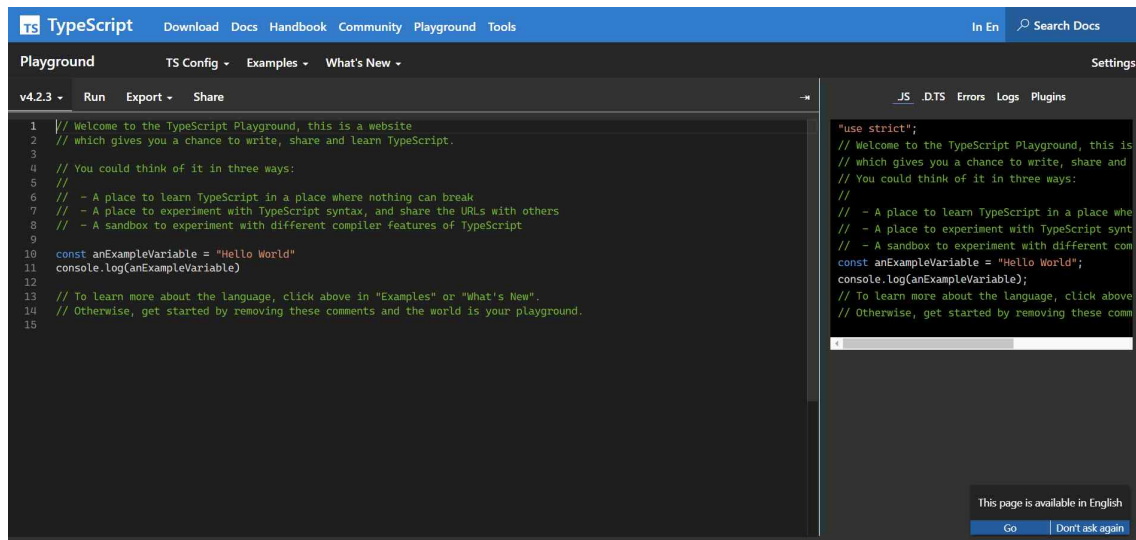 TS TypeScript Download Docs Handbook Community Playground Tools In En Search Docs
Playground TS Config Examples What's New Settings
v4.2.3 Run Export Share .JS .D.TS Errors Logs Plugins
1 // Welcome to the TypeScript Playground, this is a website
2 // which gives you a chance to write, share and learn TypeScript.
3
4 // You could think of it in three ways:
5 //
6 // - A place to learn TypeScript in a place where nothing can break
7 // - A place to experiment with TypeScript syntax, and share the URLs with others
8 // - A sandbox to experiment with different compiler features of TypeScript
9
10 const anExampleVariable = "Hello World"
11 console.log(anExampleVariable)
12
13 // To learn more about the language, click above in "Examples" or "What's New".
14 // Otherwise, get started by removing these comments and the world is your playground.
15
"use strict";
// Welcome to the TypeScript Playground, this is
// which gives you a chance to write, share and
// You could think of it in three ways:
//
// - A place to learn TypeScript in a place whe
// - A place to experiment with TypeScript synt
// - A sandbox to experiment with different com
const anExampleVariable = "Hello World";
console.log(anExampleVariable);
// To learn more about the language, click above
// Otherwise, get started by removing these comm
This page is available in English
Go Don't ask again